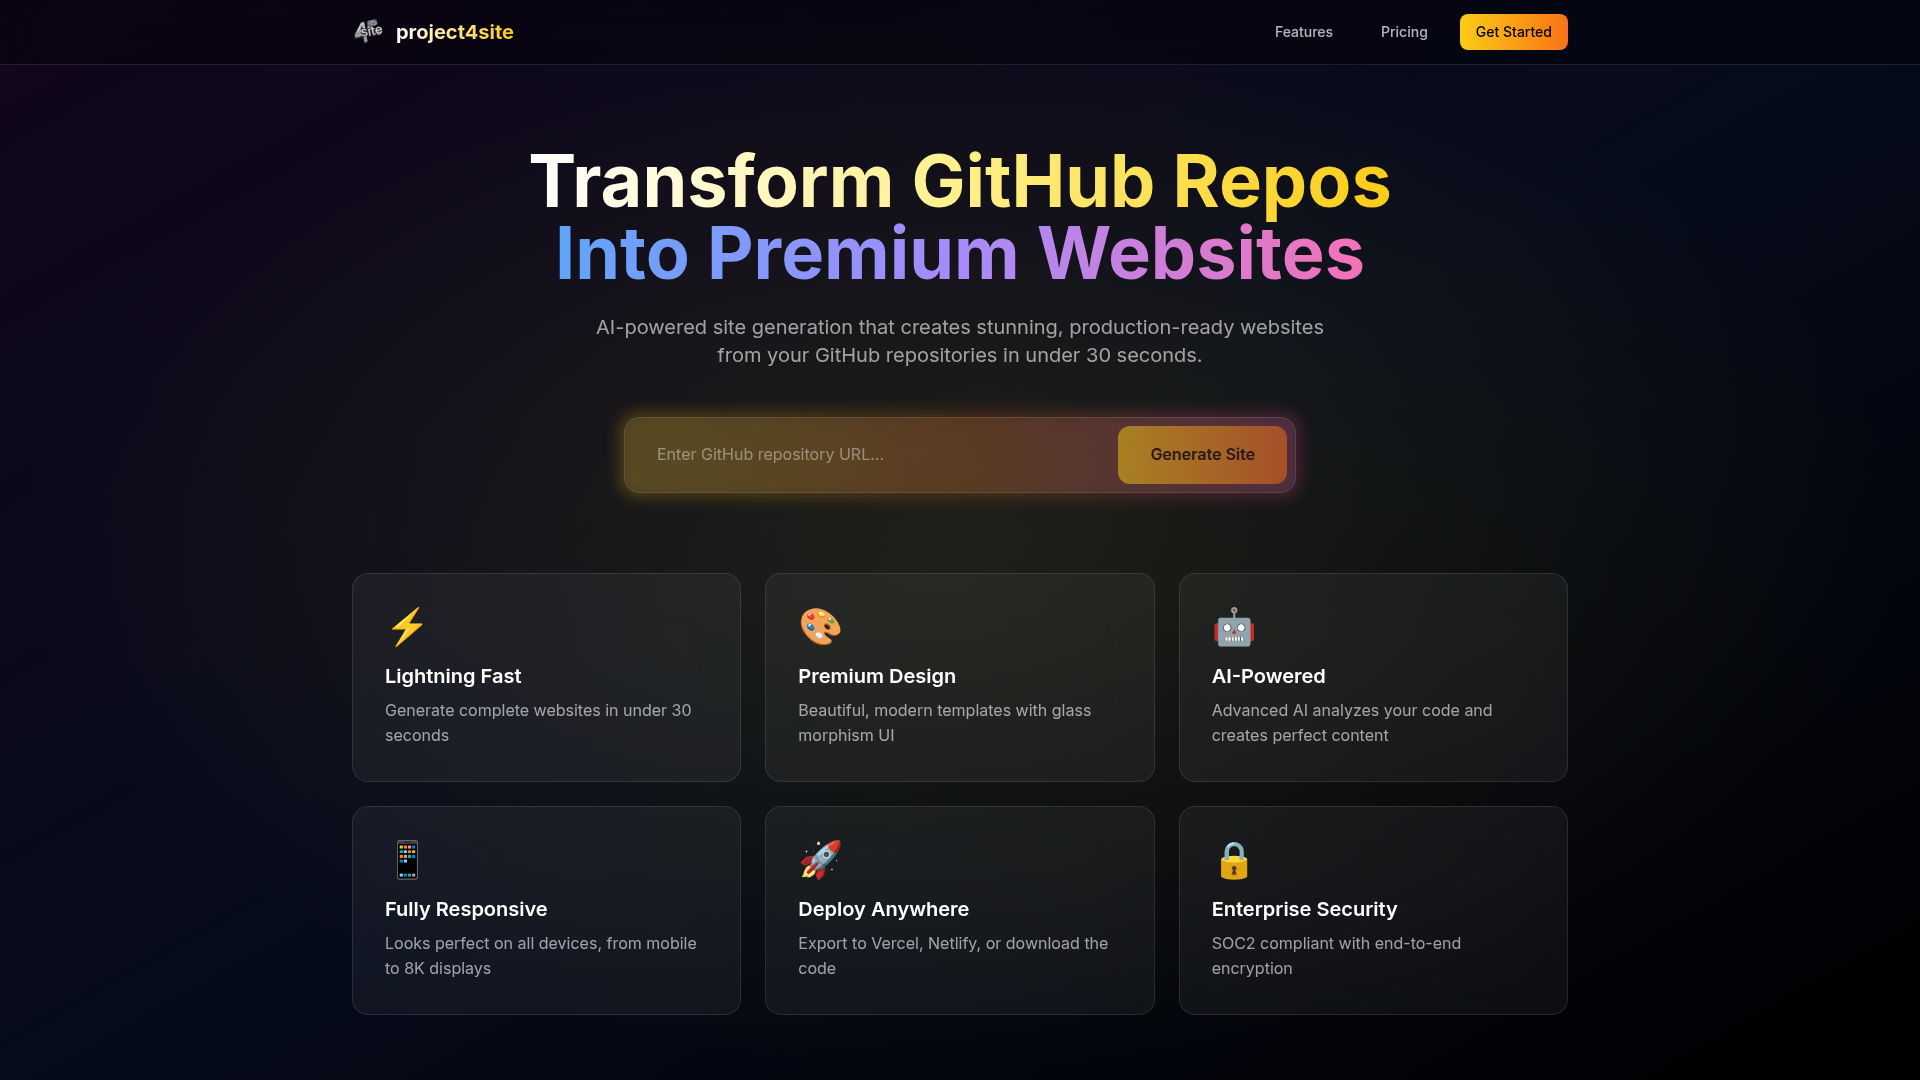 4site
project4site
Features
Pricing
Get Started
Transform GitHub Repos
Into Premium Websites
AI-powered site generation that creates stunning, production-ready websites
from your GitHub repositories in under 30 seconds.
Enter GitHub repository URL...
Generate Site
Lightning Fast
Generate complete websites in under 30
seconds
Premium Design
Beautiful, modern templates with glass
morphism UI
AI-Powered
Advanced AI analyzes your code and
creates perfect content
Fully Responsive
Looks perfect on all devices, from mobile
to 8K displays
Deploy Anywhere
Export to Vercel, Netlify, or download the
code
Enterprise Security
SOC2 compliant with end-to-end
encryption